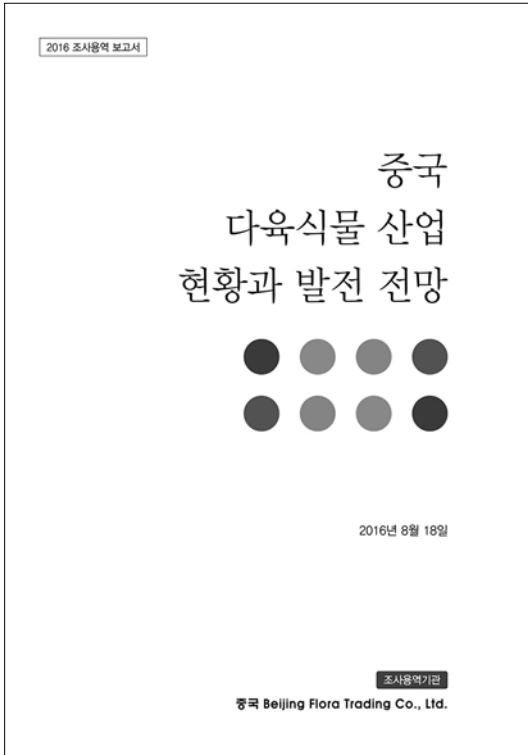 2016 조사용역 보고서
중국
다육식물 산업
현황과 발전 전망
2016년 8월 18일
조사용역기관
중국 Beijing Flora Trading Co., Ltd.